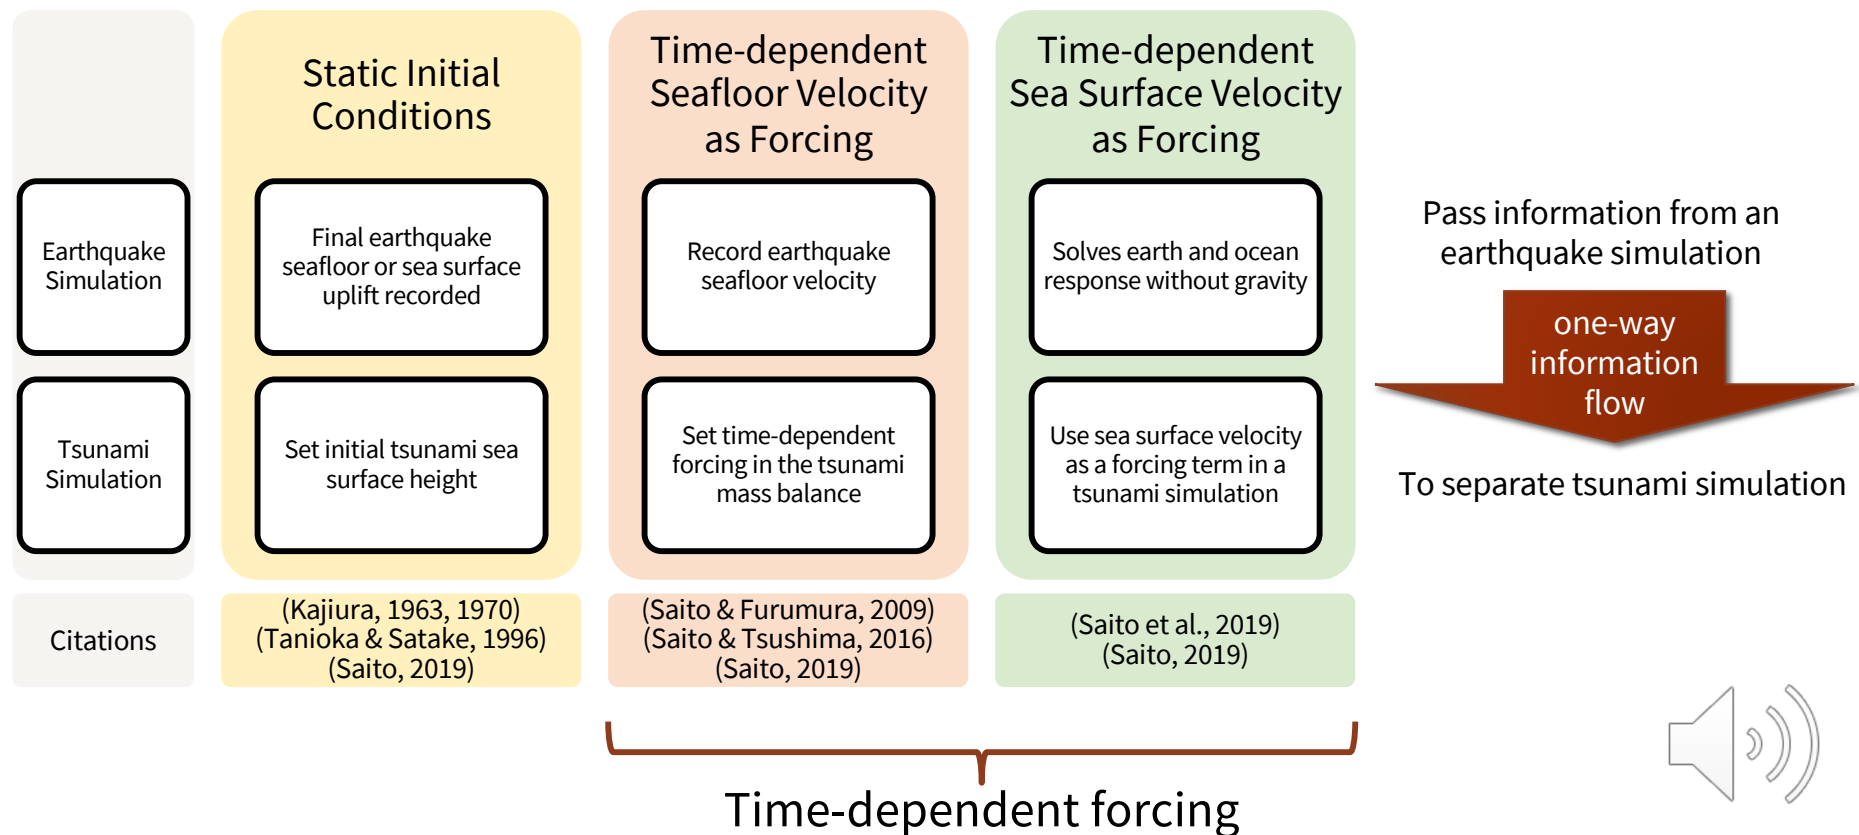 Static Initial
Conditions
Time-dependent
Seafloor Velocity
as Forcing
Time-dependent
Sea Surface Velocity
as Forcing
Earthquake
Simulation
Final earthquake
seafloor or sea surface
uplift recorded
Record earthquake
seafloor velocity
Solves earth and ocean
response without gravity
Pass information from an
earthquake simulation
one-way
information
flow
To separate tsunami simulation
Tsunami
Simulation
Set initial tsunami sea
surface height
Set time-dependent
forcing in the tsunami
mass balance
Use sea surface velocity
as a forcing term in a
tsunami simulation
Citations
(Kajiura, 1963, 1970)
(Tanioka & Satake, 1996)
(Saito, 2019)
(Saito & Furumura, 2009)
(Saito & Tsushima, 2016)
(Saito, 2019)
(Saito et al., 2019)
(Saito, 2019)
Time-dependent forcing